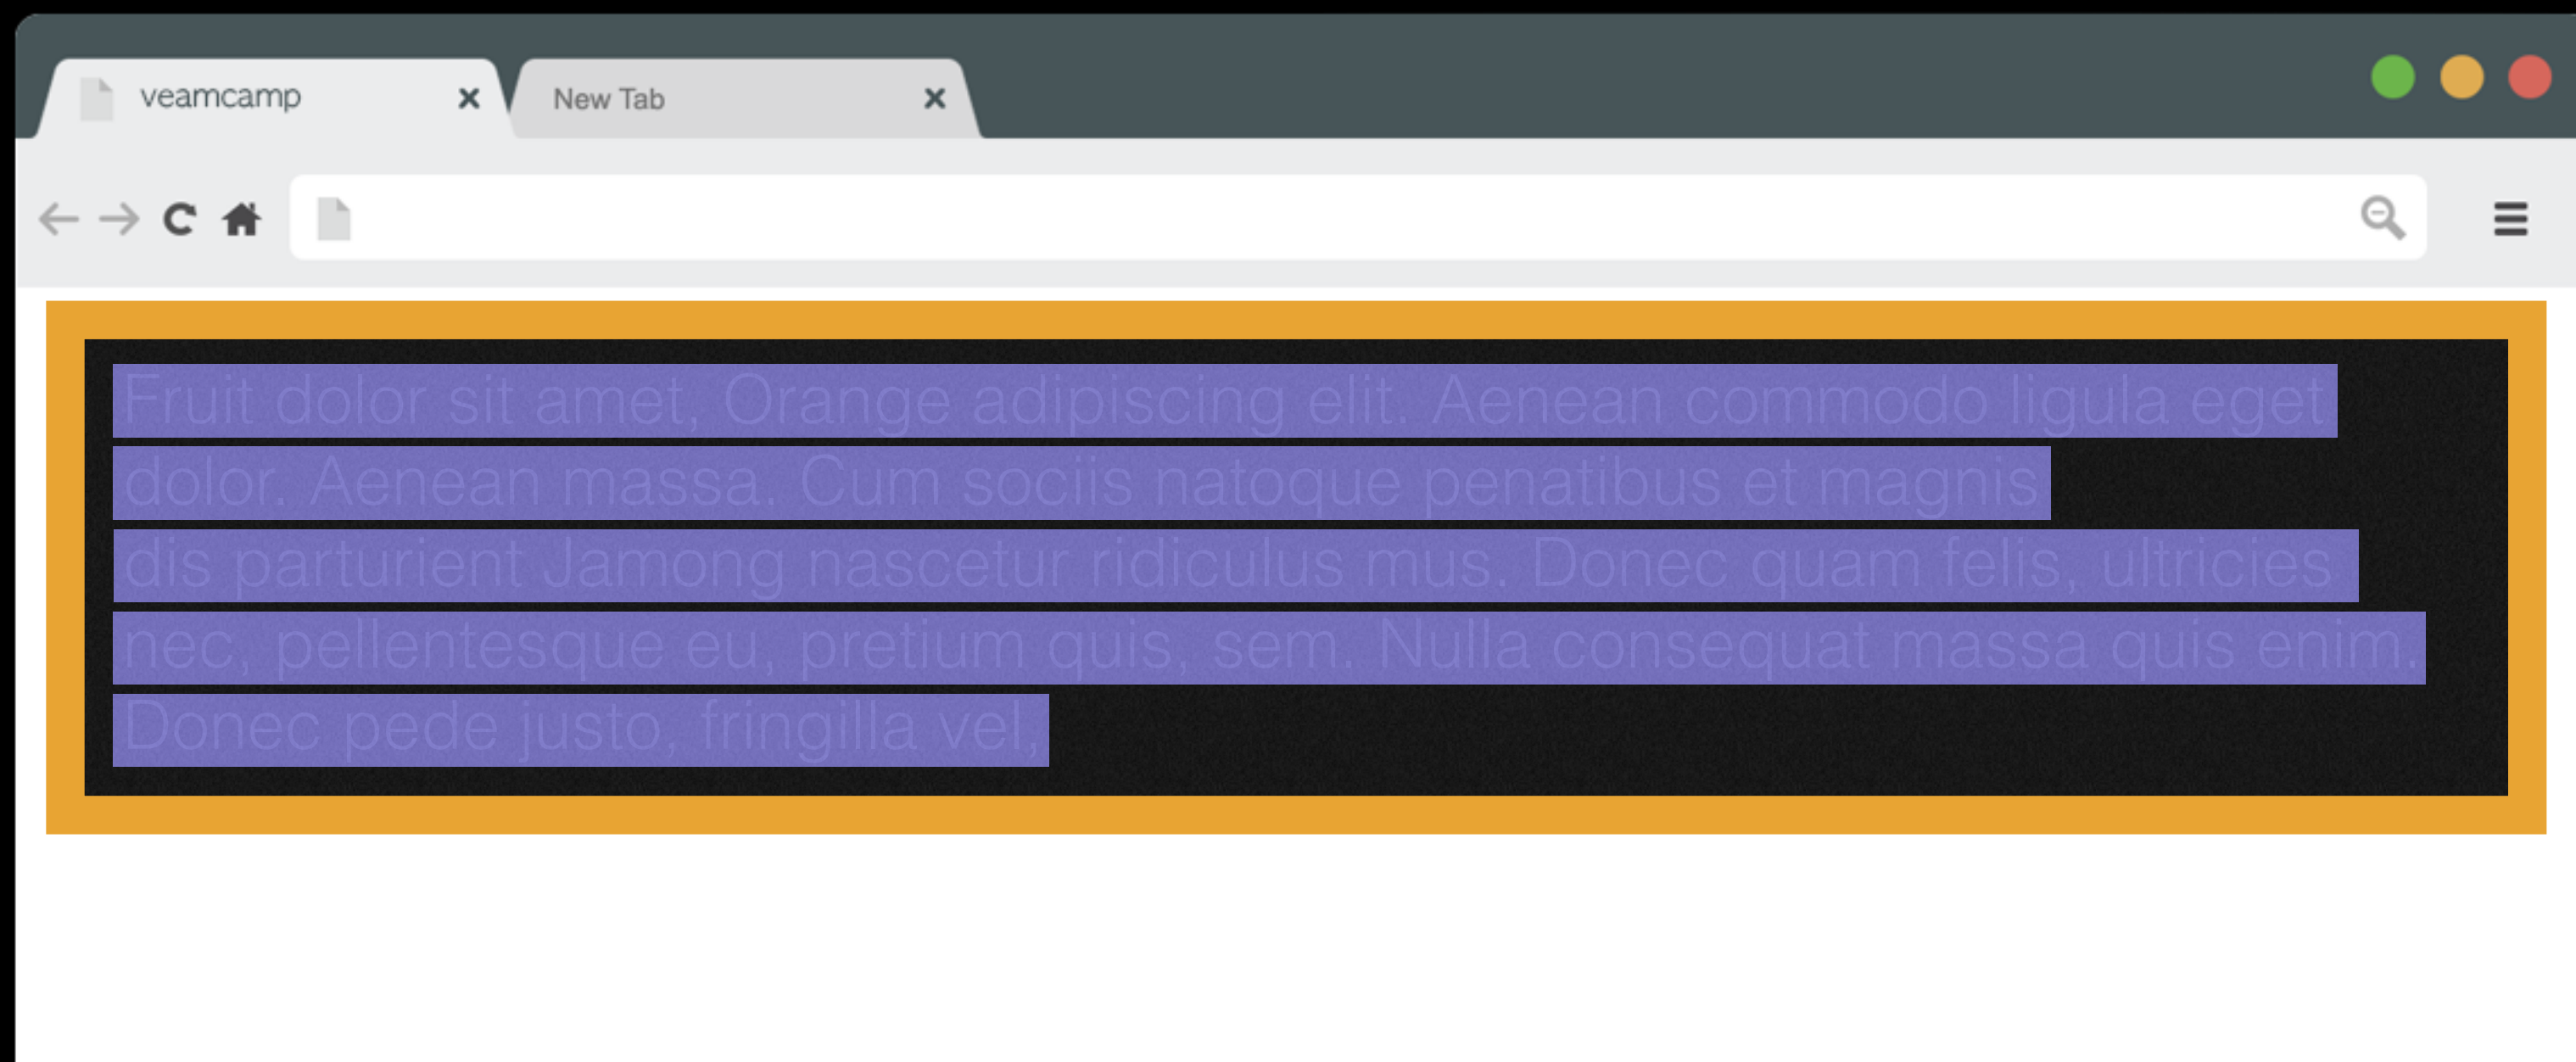 veamcamp
New Tab
Fruit dolor sit amet, Orange adipiscing elit. Aenean commodo ligula eget
dolor. Aenean massa. Cum sociis natoque penatibus et magnis
dis parturient Jamong nascetur ridiculus mus. Donec quam felis, ultricies
nec, pellentesque eu, pretium quis, sem. Nulla consequat massa quis enim.
Donec pede justo, fringilla vel,